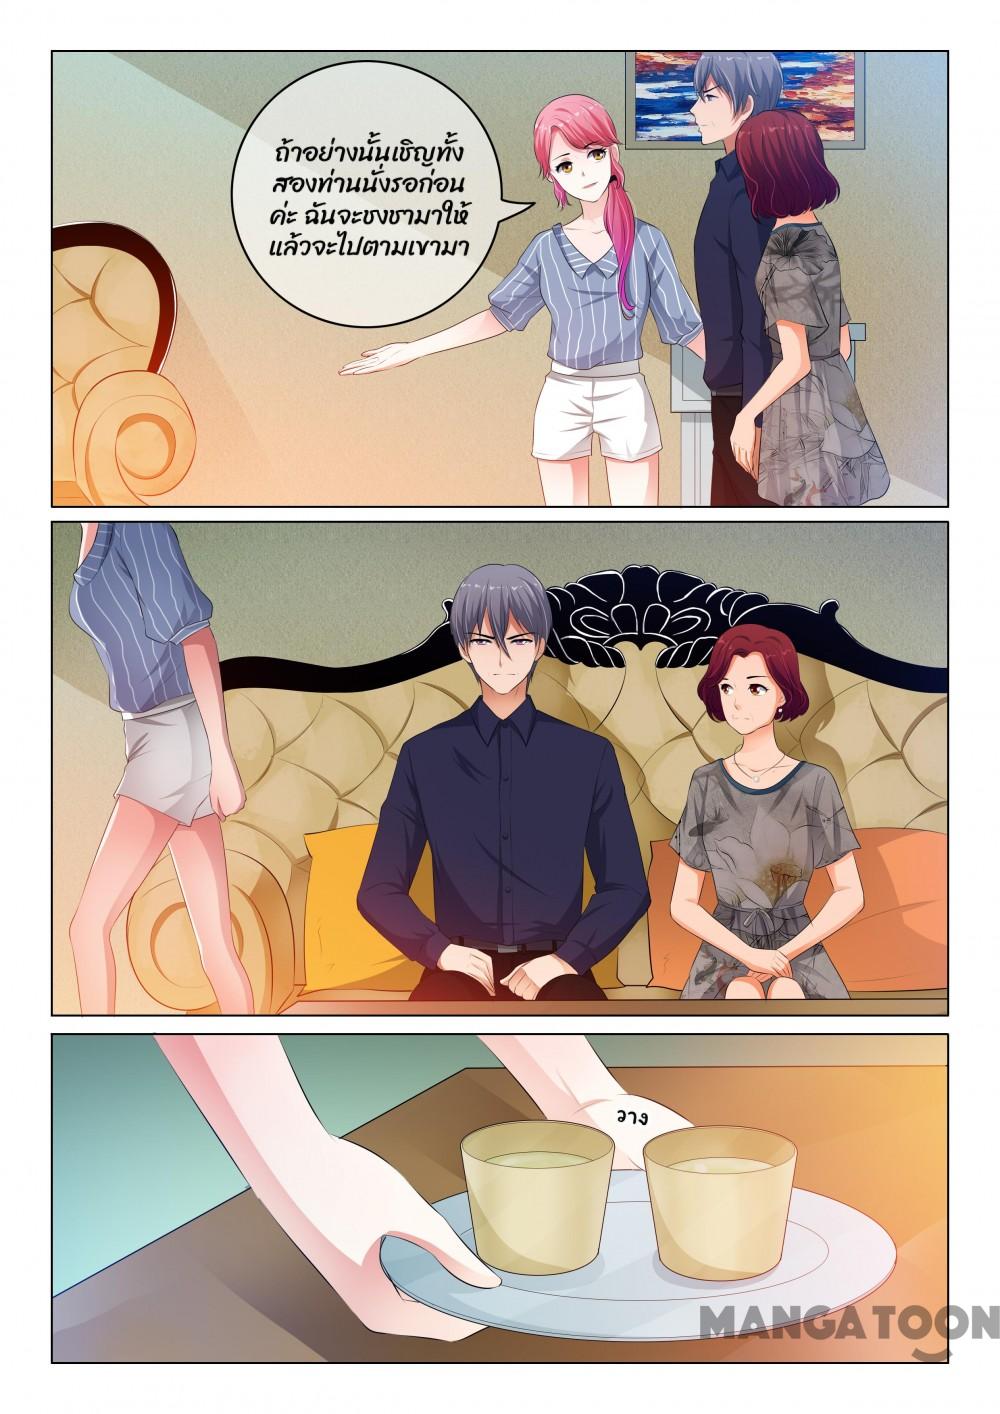 ถ้าอย่างนั้นเชิญทั้ง
สองท่านนั่งรอก่อน
ค่ะ ฉันจะชงชามาให้
แล้วจะไปตามเขามา
วาง
MANGATOON